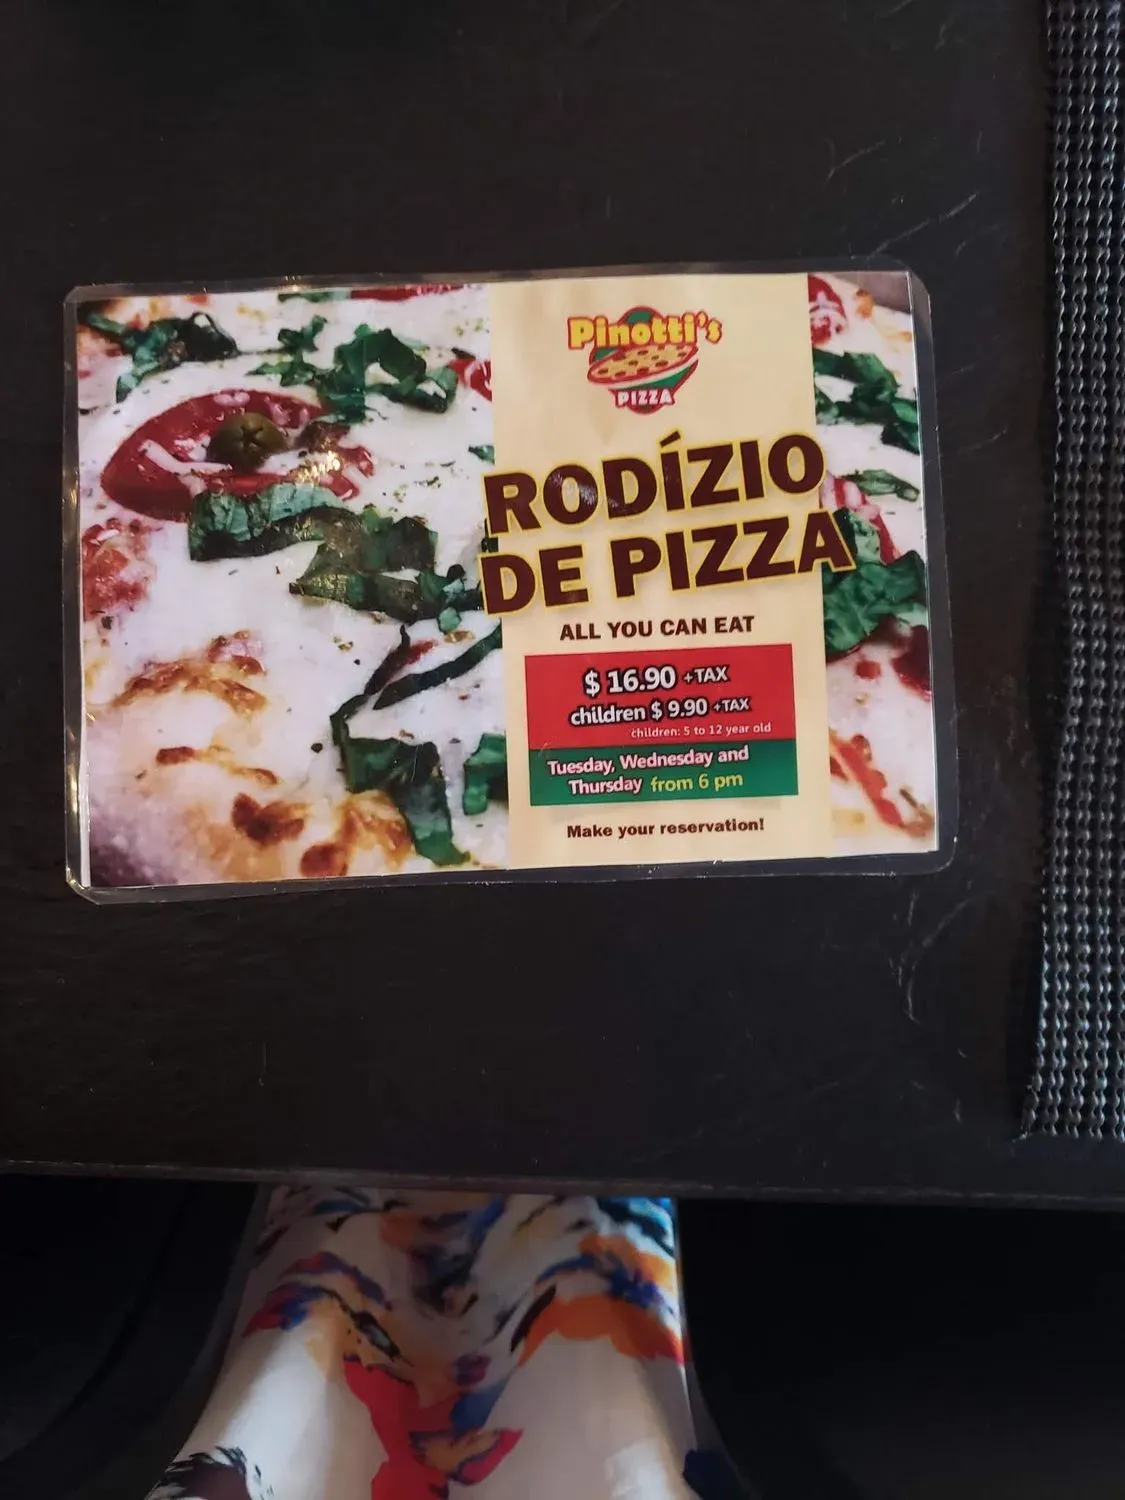 Pinotti's
PIZZA
RODÍZIO
DE PIZZA
ALL YOU CAN EAT
$ 16.90 +TAX
children $ 9.90 +TAX
children: 5 to 12 year old
Tuesday, Wednesday and
Thursday from 6 pm
Make your reservation!